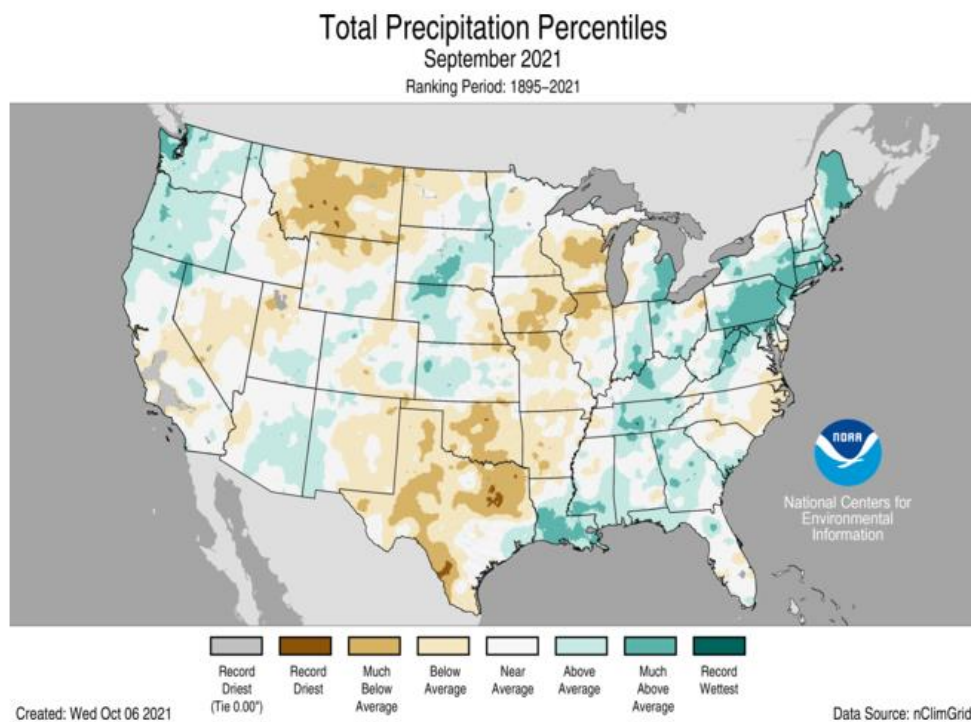 Total Precipitation Percentiles
September 2021
Ranking Period: 1895–2021
NOAA
National Centers for
Environmental
Information
Record
Driest
(Tie 0.00")
Record
Driest
Much
Below
Average
Below
Average
Near
Average
Above
Average
Much
Above
Average
Record
Wettest
Created: Wed Oct 06 2021
Data Source: nClimGrid